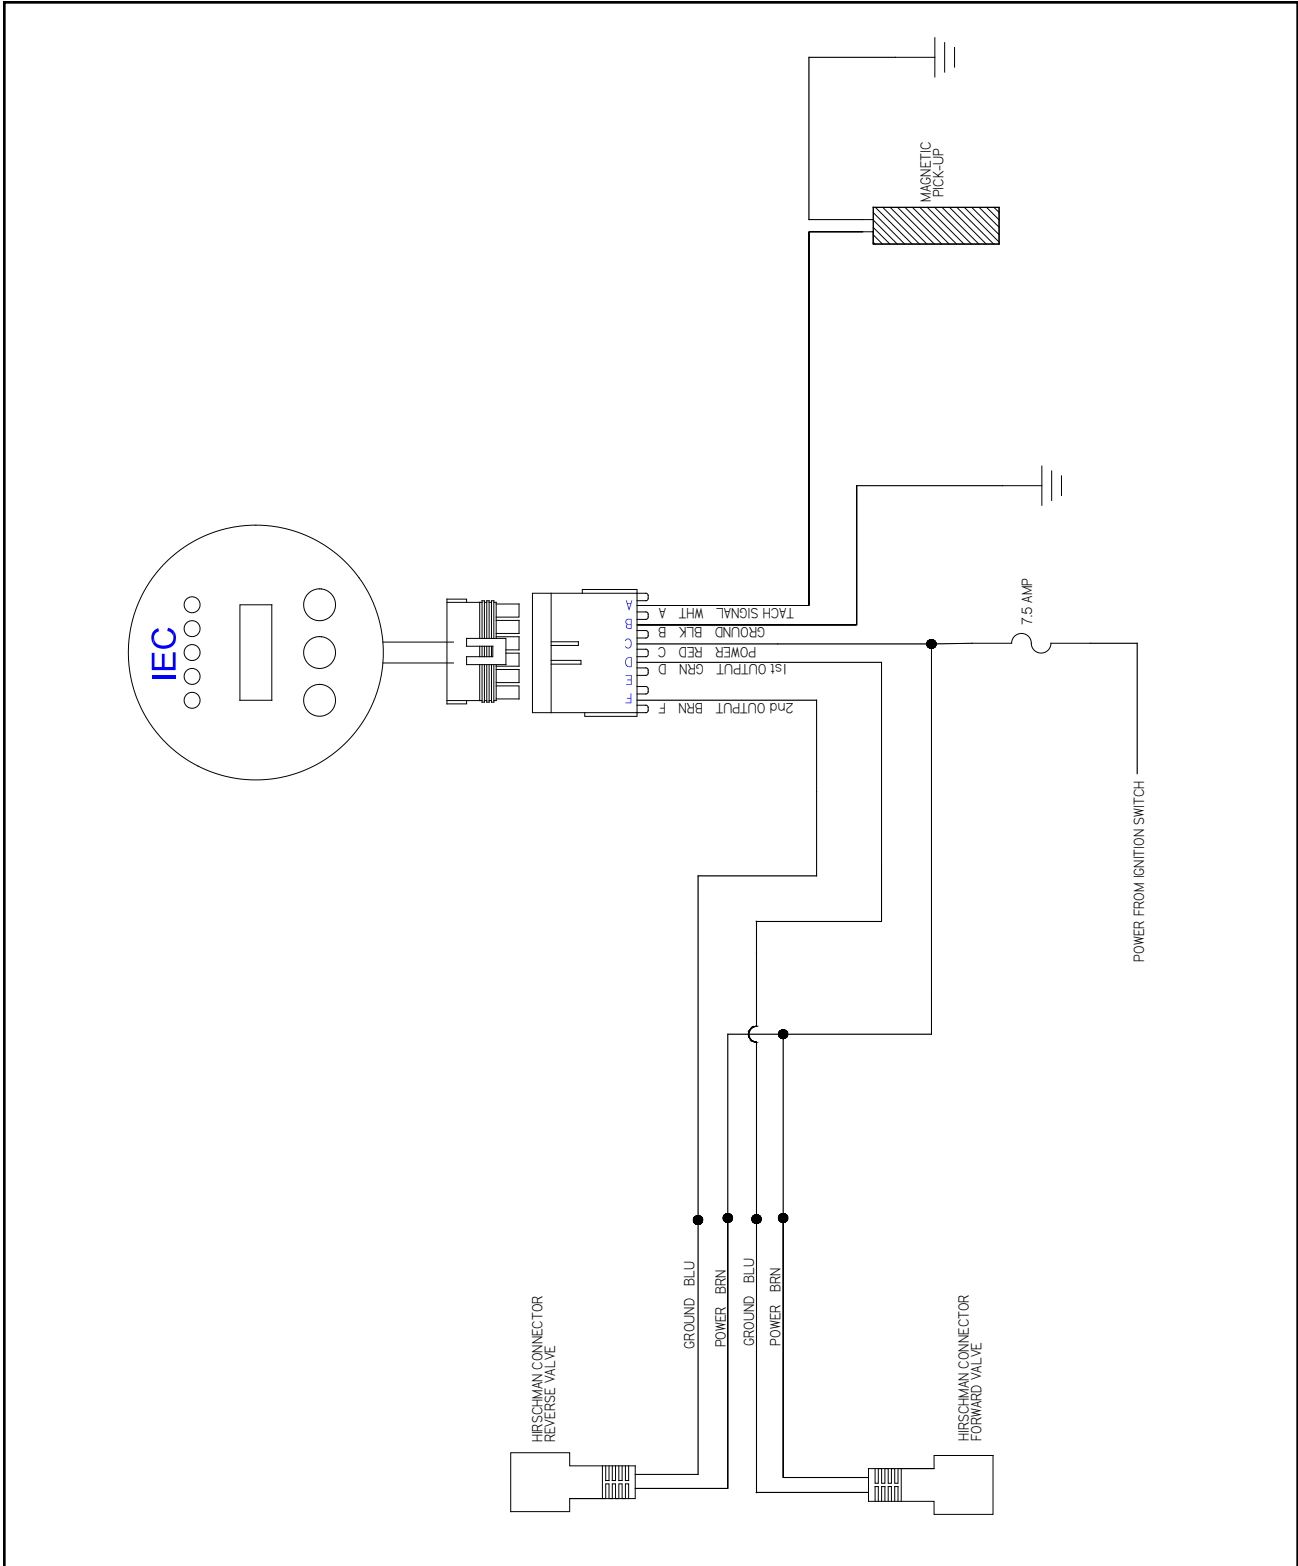 IEC
MAGNETIC
PICK-UP
A
B
C
D
E
F
TACH SIGNAL WHT A
GROUND BLK B
POWER RED C
1st OUTPUT GRN D
2nd OUTPUT BRN F
7.5 AMP
POWER FROM IGNITION SWITCH
GROUND BLU
POWER BRN
GROUND BLU
POWER BRN
HIRSCHMAN CONNECTOR
REVERSE VALVE
HIRSCHMAN CONNECTOR
FORWARD VALVE